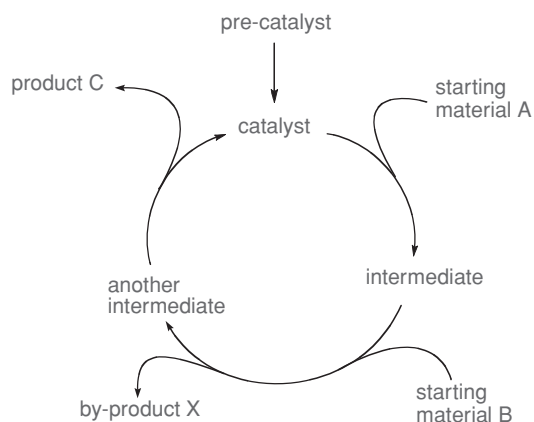 pre-catalyst
product C
starting
material A
catalyst
intermediate
another
intermediate
by-product X
starting
material B